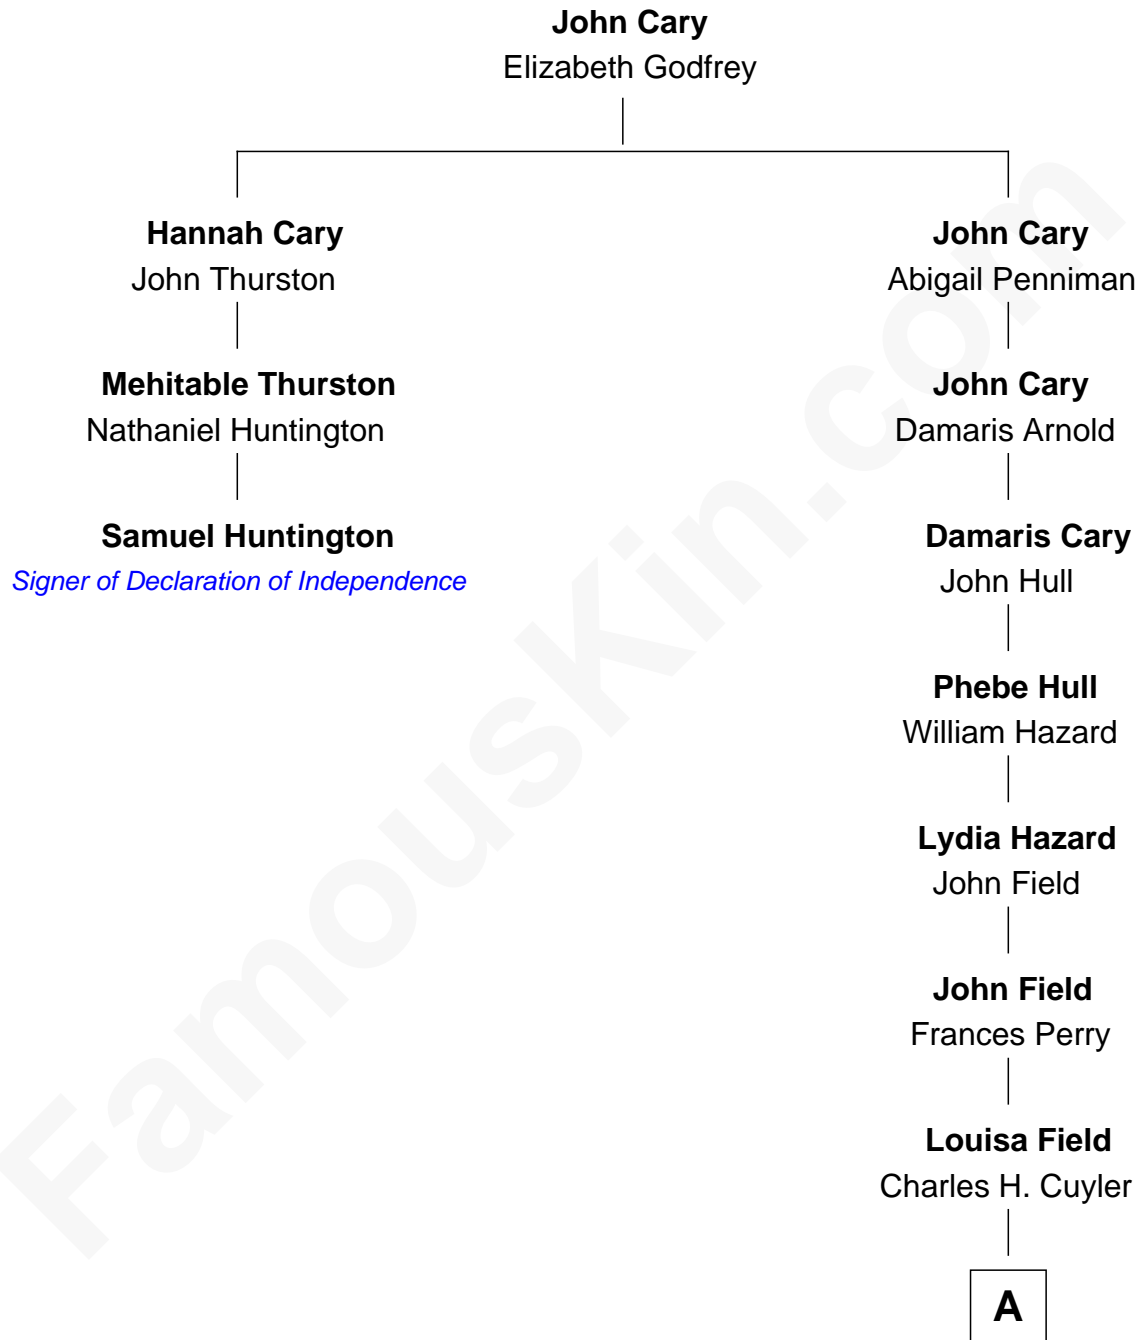 John Cary
Elizabeth Godfrey
Hannah Cary
John Thurston
John Cary
Abigail Penniman
Mehitable Thurston
Nathaniel Huntington
John Cary
Damaris Arnold
Samuel Huntington
Signer of Declaration of Independence
Damaris Cary
John Hull
Phebe Hull
William Hazard
Lydia Hazard
John Field
John Field
Frances Perry
Louisa Field
Charles H. Cuyler
A
FamousKin.com